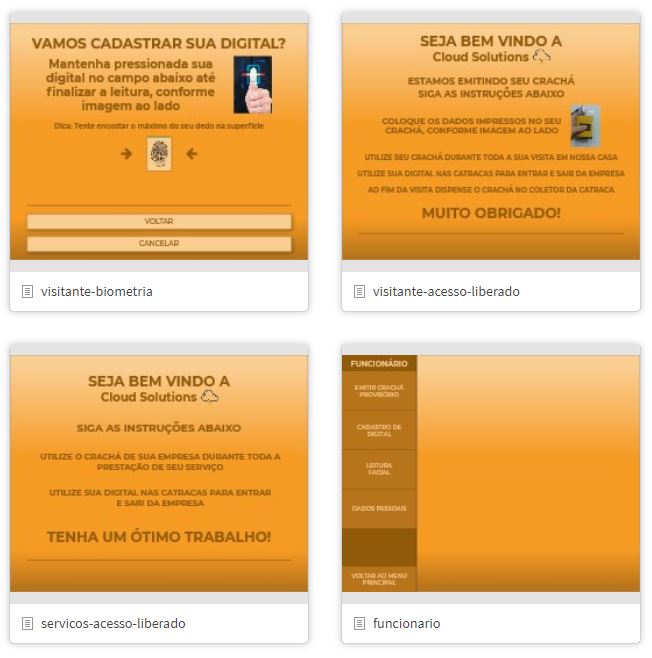 VAMOS CADASTRAR SUA DIGITAL?
Mantenha pressionada sua
digital no campo abaixo até
finalizar a leitura, conforme
imagem ao lado
Dica: Tente encostar o máximo do seu dedo na superfície
VOLTAR
CANCELAR
visitante-biometria
SEJA BEM VINDO A
Cloud Solutions
ESTAMOS EMITINDO SEU CRACHÁ
SIGA AS INSTRUÇÕES ABAIXO
COLOQUE OS DADOS IMPRESSOS NO SEU
CRACHÁ, CONFORME IMAGEM AO LADO
UTILIZE SEU CRACHÁ DURANTE TODA A SUA VISITA EM NOSSA CASA
UTILIZE SUA DIGITAL NAS CATRACAS PARA ENTRAR E SAIR DA EMPRESA
AO FIM DA VISITA DISPENSE O CRACHÁ NO COLETOR DA CATRACA
MUITO OBRIGADO!
visitante-acesso-liberado
SEJA BEM VINDO A
Cloud Solutions
SIGA AS INSTRUÇÕES ABAIXO
UTILIZE O CRACHÁ DE SUA EMPRESA DURANTE TODA A
PRESTAÇÃO DE SEU SERVIÇO
UTILIZE SUA DIGITAL NAS CATRACAS PARA ENTRAR
E SAIR DA EMPRESA
TENHA UM ÓTIMO TRABALHO!
servicos-acesso-liberado
FUNCIONÁRIO
EMITIR CRACHÁ
PROVISÓRIO
CADASTRO DE
DIGITAL
LEITURA
FACIAL
DADOS PESSOAIS
VOLTAR AO MENU
PRINCIPAL
funcionario